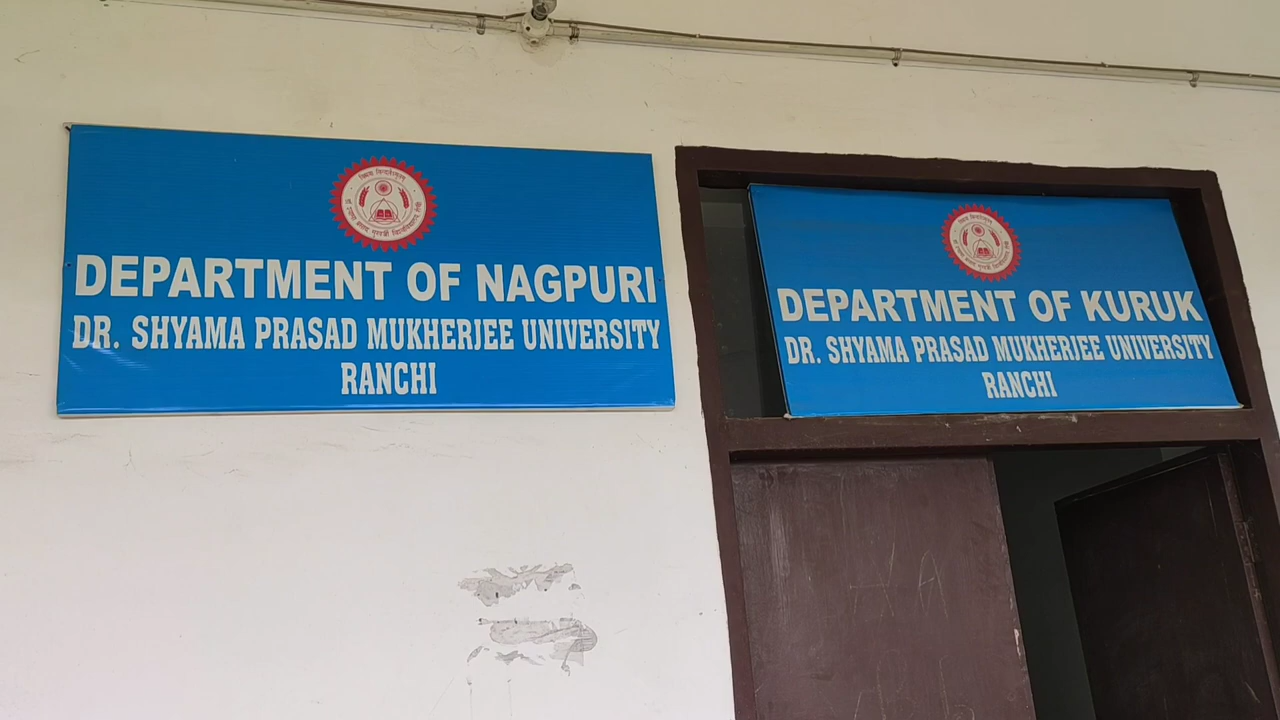 DEPARTMENT OF NAGPURI
DR. SHYAMA PRASAD MUKHERJEE UNIVERSITY
RANCHI
DEPARTMENT OF KURUK
DR. SHYAMA PRASAD MUKHERJEE UNIVERSITY
RANCHI